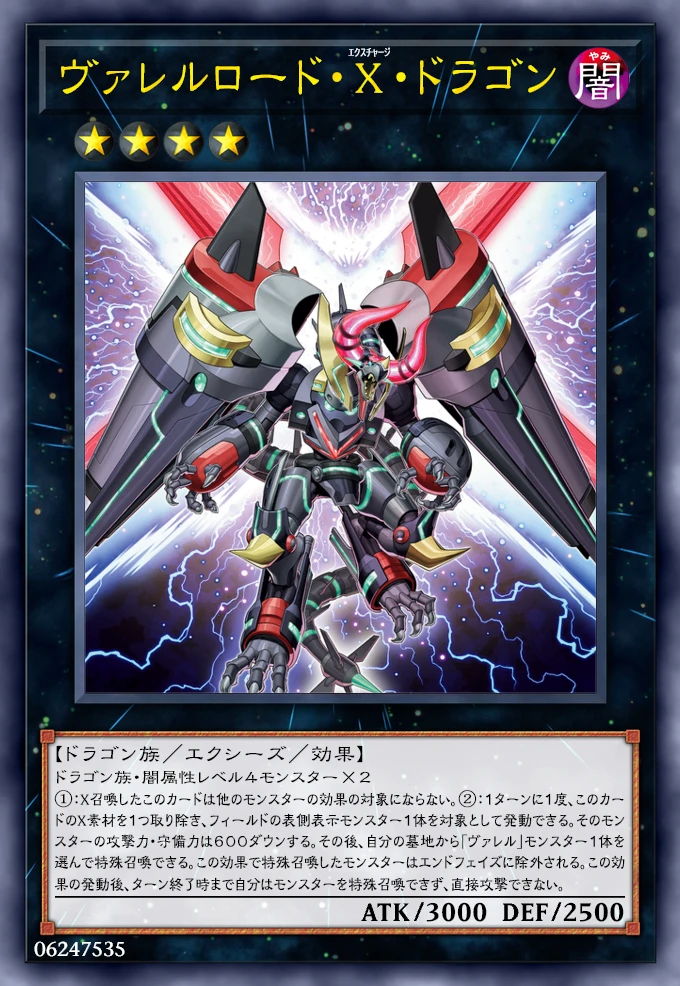 エクスチャージ
ヴァレルロード・X・ドラゴン
やみ
闇
【ドラゴン族／エクシーズ／効果】
ドラゴン族・闇属性レベル４モンスター×２
①：X召喚したこのカードは他のモンスターの効果の対象にならない。②：１ターンに１度、このカー
ドのX素材を１つ取り除き、フィールドの表側表示モンスター１体を対象として発動できる。そのモン
スターの攻撃力・守備力は６００ダウンする。その後、自分の墓地から「ヴァレル」モンスター１体を
選んで特殊召喚できる。この効果で特殊召喚したモンスターはエンドフェイズに除外される。この効
果の発動後、ターン終了時まで自分はモンスターを特殊召喚できず、直接攻撃できない。
ATK/3000 DEF/2500
06247535